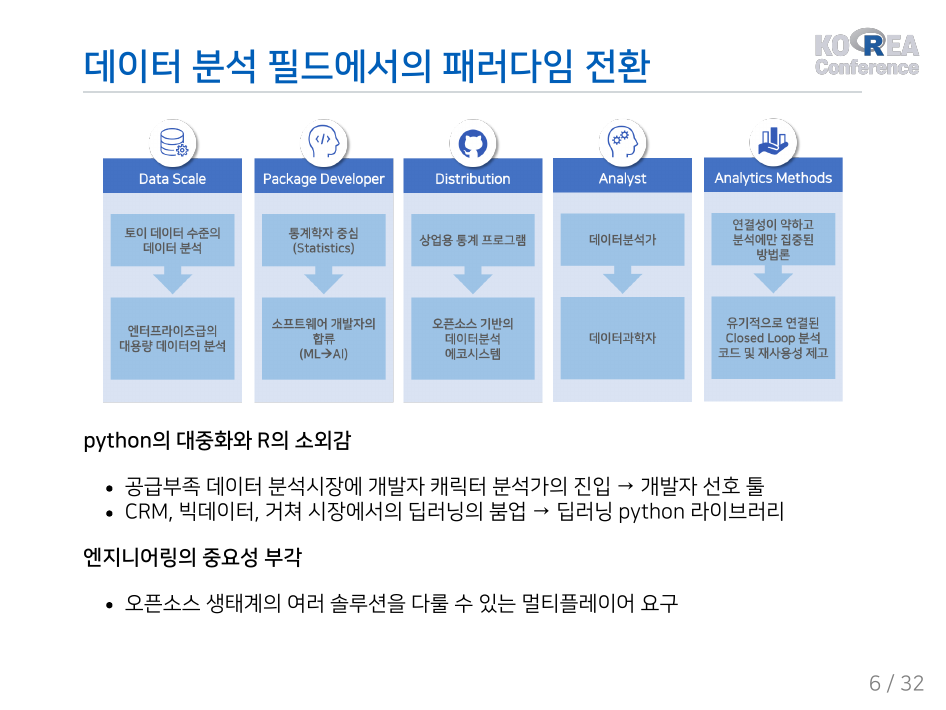 데이터 분석 필드에서의 패러다임 전환
KOREA
Conference
Data Scale
토이 데이터 수준의
데이터 분석
엔터프라이즈급의
대용량 데이터의 분석
Package Developer
통계학자 중심
(Statistics)
소프트웨어 개발자의
합류
(ML→AI)
Distribution
상업용 통계 프로그램
오픈소스 기반의
데이터분석
에코시스템
Analyst
데이터분석가
데이터과학자
Analytics Methods
연결성이 약하고
분석에만 집중된
방법론
유기적으로 연결된
Closed Loop 분석
코드 및 재사용성 제고
python의 대중화와 R의 소외감
• 공급부족 데이터 분석시장에 개발자 캐릭터 분석가의 진입 → 개발자 선호 툴
• CRM, 빅데이터, 거쳐 시장에서의 딥러닝의 붐업 → 딥러닝 python 라이브러리
엔지니어링의 중요성 부각
• 오픈소스 생태계의 여러 솔루션을 다룰 수 있는 멀티플레이어 요구
6 / 32